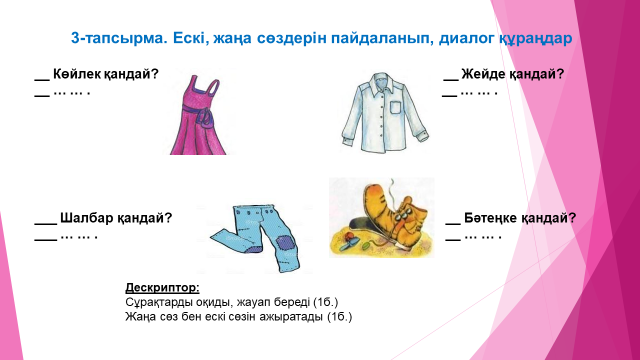 3-тапсырма. Ескі, жаңа сөздерін пайдаланып, диалог құраңдар
__ Көйлек қандай?
__ … … .
__ Жейде қандай?
__ … … .
___ Шалбар қандай?
___ … … .
__ Бәтеңке қандай?
__ … … .
Дескриптор:
Сұрақтарды оқиды, жауап береді (1б.)
Жаңа сөз бен ескі сөзін ажыратады (1б.)